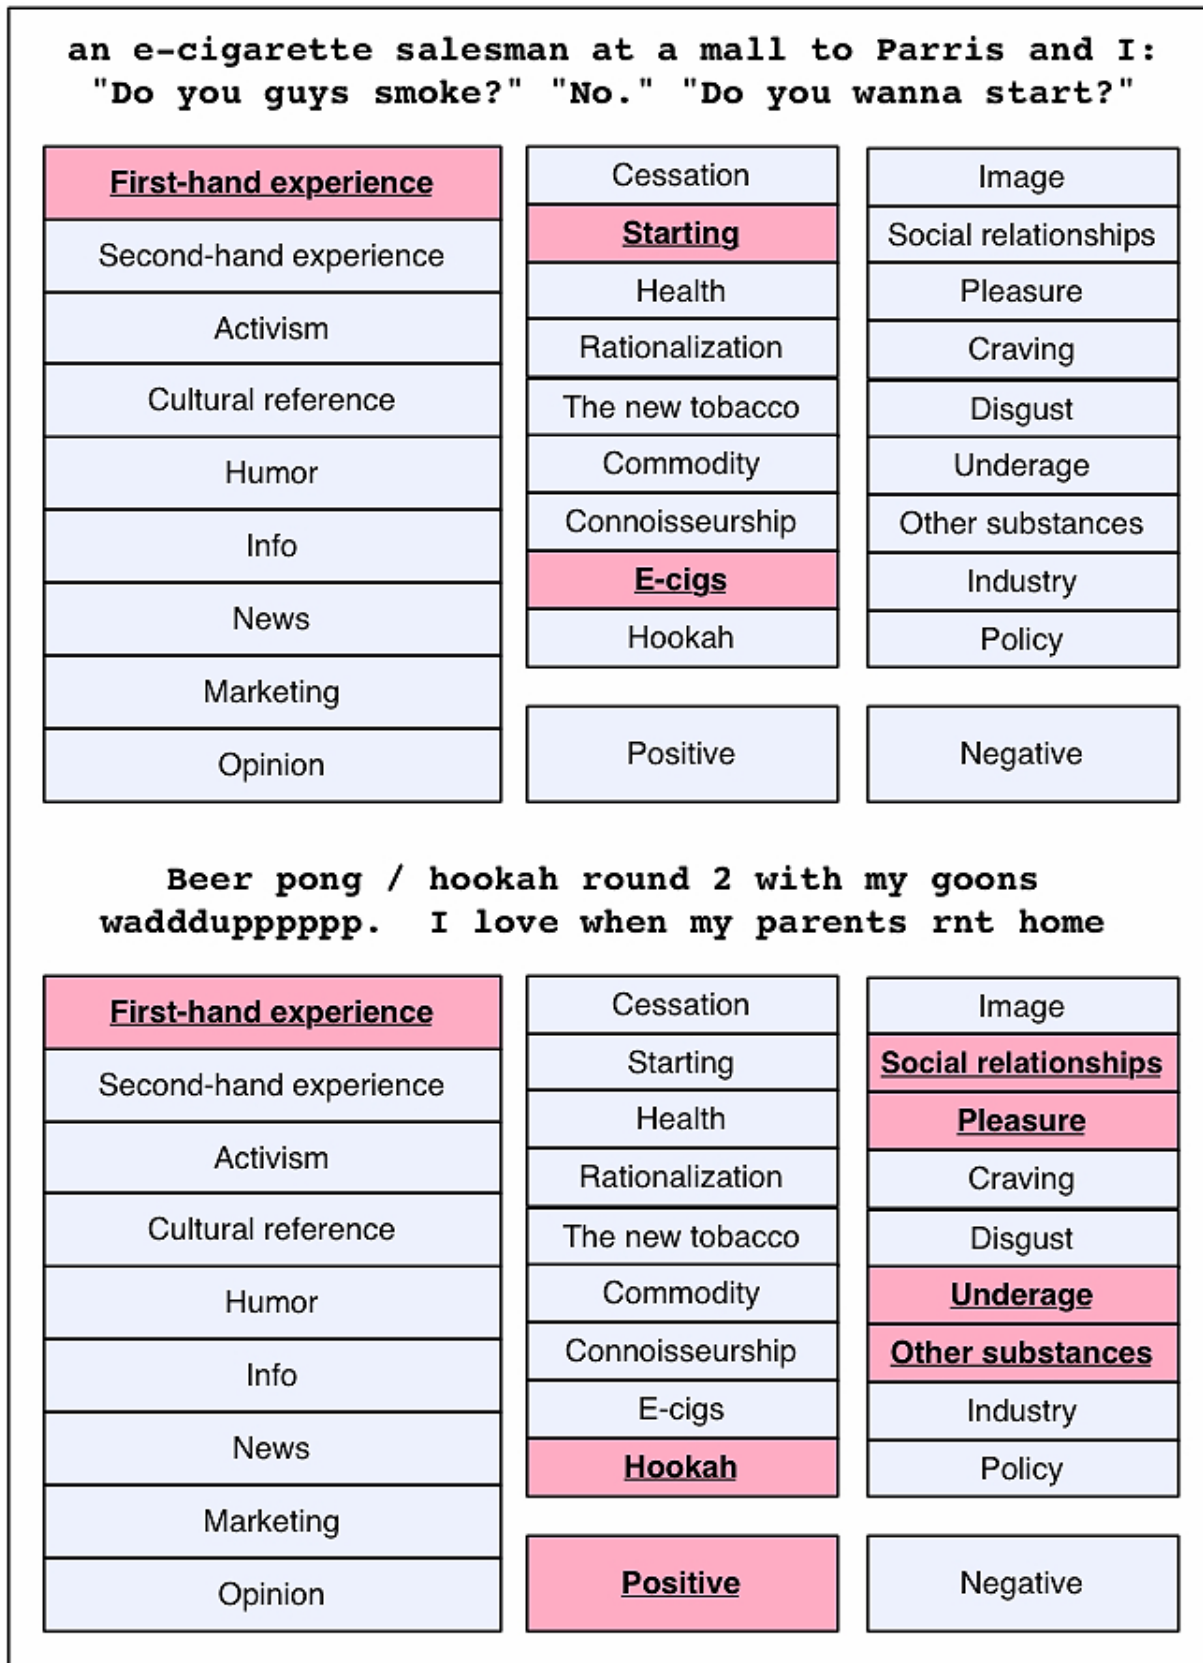 an e-cigarette salesman at a mall to Parris and I:
"Do you guys smoke?" "No." "Do you wanna start?"
First-hand experience
Second-hand experience
Activism
Cultural reference
Humor
Info
News
Marketing
Opinion
Cessation
Starting
Health
Rationalization
The new tobacco
Commodity
Connoisseurship
E-cigs
Hookah
Positive
Image
Social relationships
Pleasure
Craving
Disgust
Underage
Other substances
Industry
Policy
Negative
Beer pong / hookah round 2 with my goons
wadddupppppp. I love when my parents rnt home
First-hand experience
Second-hand experience
Activism
Cultural reference
Humor
Info
News
Marketing
Opinion
Cessation
Starting
Health
Rationalization
The new tobacco
Commodity
Connoisseurship
E-cigs
Hookah
Positive
Image
Social relationships
Pleasure
Craving
Disgust
Underage
Other substances
Industry
Policy
Negative